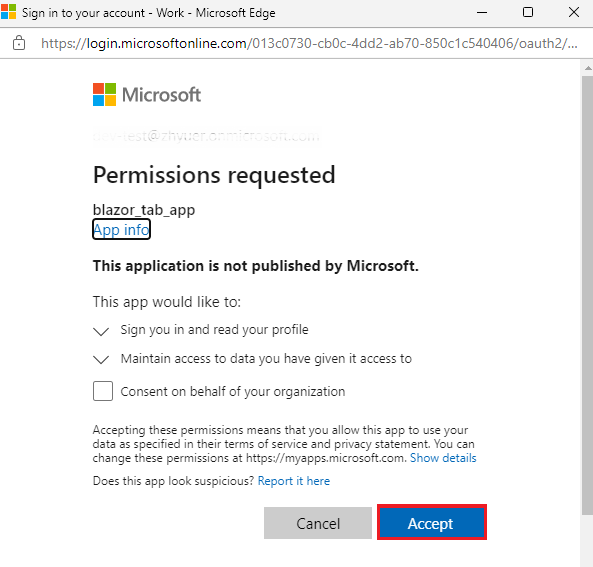 Sign in to your account - Work - Microsoft Edge
https://login.microsoftonline.com/013c0730-cb0c-4dd2-ab70-850c1c540406/oauth2/...
Microsoft
Permissions requested
blazor_tab_app
App info
This application is not published by Microsoft.
This app would like to:
Sign you in and read your profile
Maintain access to data you have given it access to
Consent on behalf of your organization
Accepting these permissions means that you allow this app to use your
data as specified in their terms of service and privacy statement. You can
change these permissions at https://myapps.microsoft.com. Show details
Does this app look suspicious? Report it here
Cancel
Accept